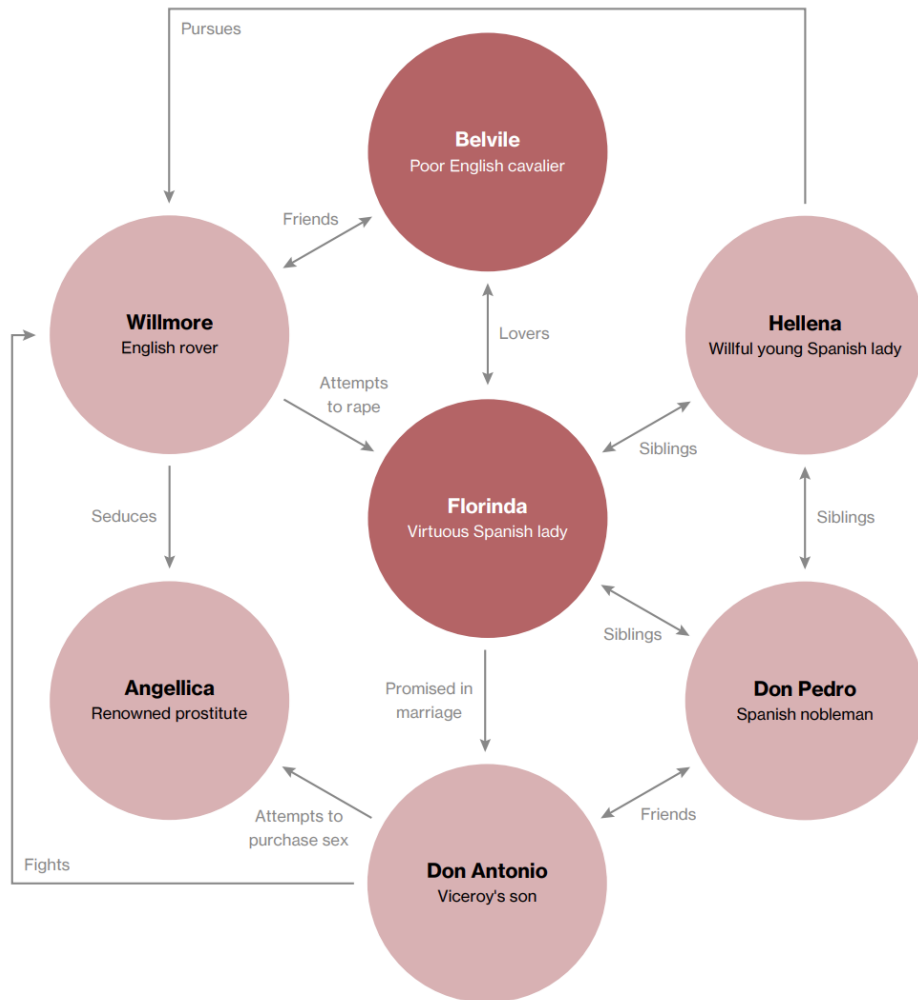 Pursues
Belvile
Poor English cavalier
Friends
Willmore
English rover
Hellena
Willful young Spanish lady
Lovers
Attempts
to rape
Siblings
Florinda
Virtuous Spanish lady
Seduces
Siblings
Siblings
Angellica
Renowned prostitute
Promised in
marriage
Don Pedro
Spanish nobleman
Attempts to
purchase sex
Friends
Fights
Don Antonio
Viceroy's son